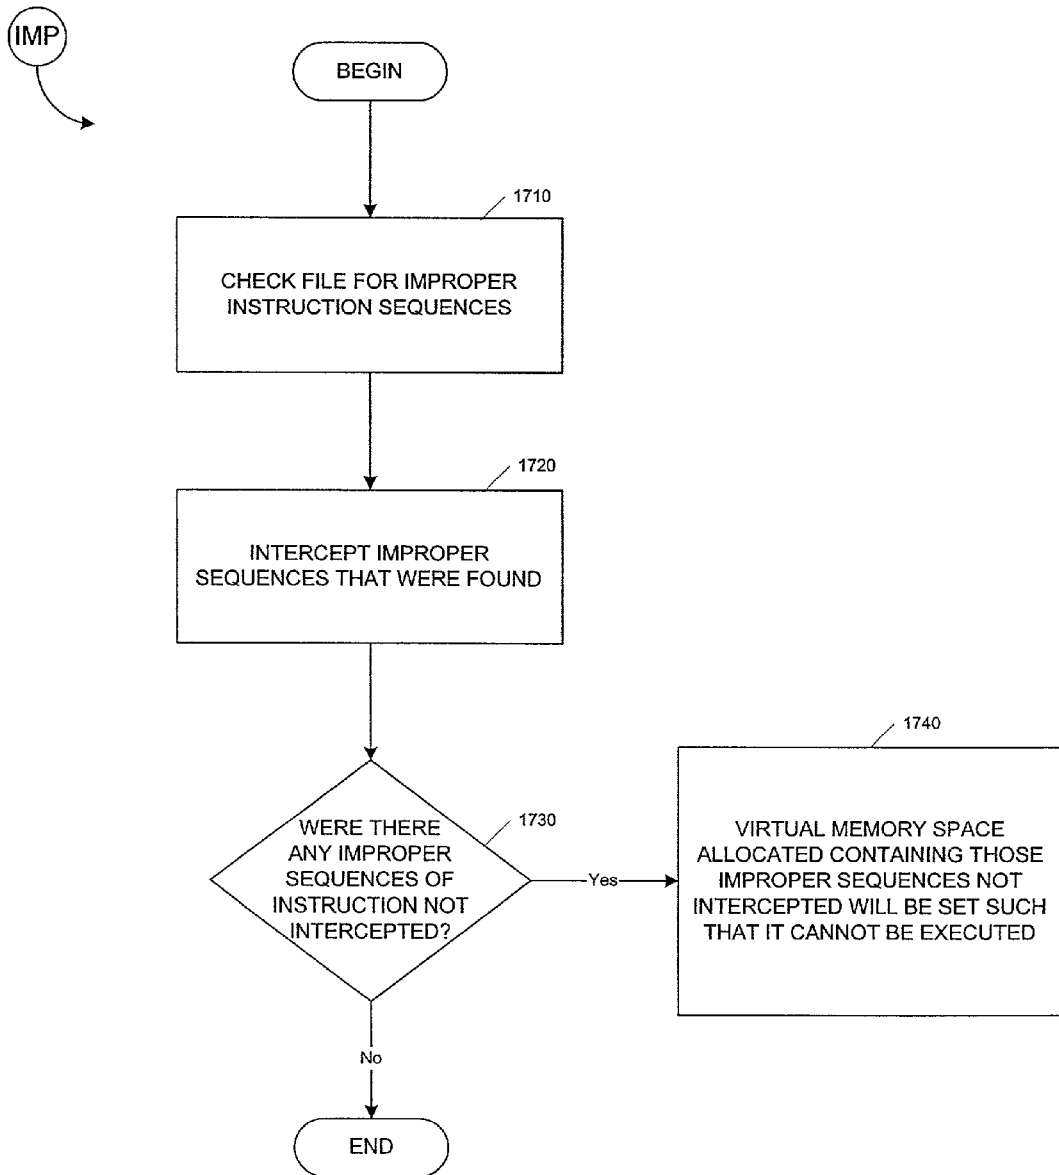 IMP
BEGIN
1710
CHECK FILE FOR IMPROPER
INSTRUCTION SEQUENCES
1720
INTERCEPT IMPROPER
SEQUENCES THAT WERE FOUND
1730
WERE THERE
ANY IMPROPER
SEQUENCES OF
INSTRUCTION NOT
INTERCEPTED?
Yes
1740
VIRTUAL MEMORY SPACE
ALLOCATED CONTAINING THOSE
IMPROPER SEQUENCES NOT
INTERCEPTED WILL BE SET SUCH
THAT IT CANNOT BE EXECUTED
No
END